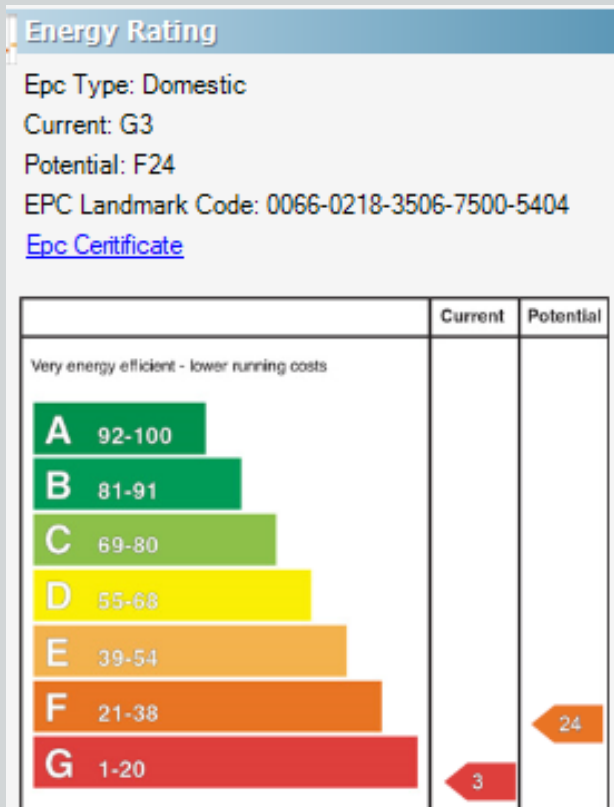 Energy Rating
Epc Type: Domestic
Current: G3
Potential: F24
EPC Landmark Code: 0066-0218-3506-7500-5404
Epc Ceritificate
Current Potential
Very energy efficient - lower running costs
A 92-100
B 81-91
C 69-80
D 55-68
E 39-54
F 21-38
24
G 1-20
3